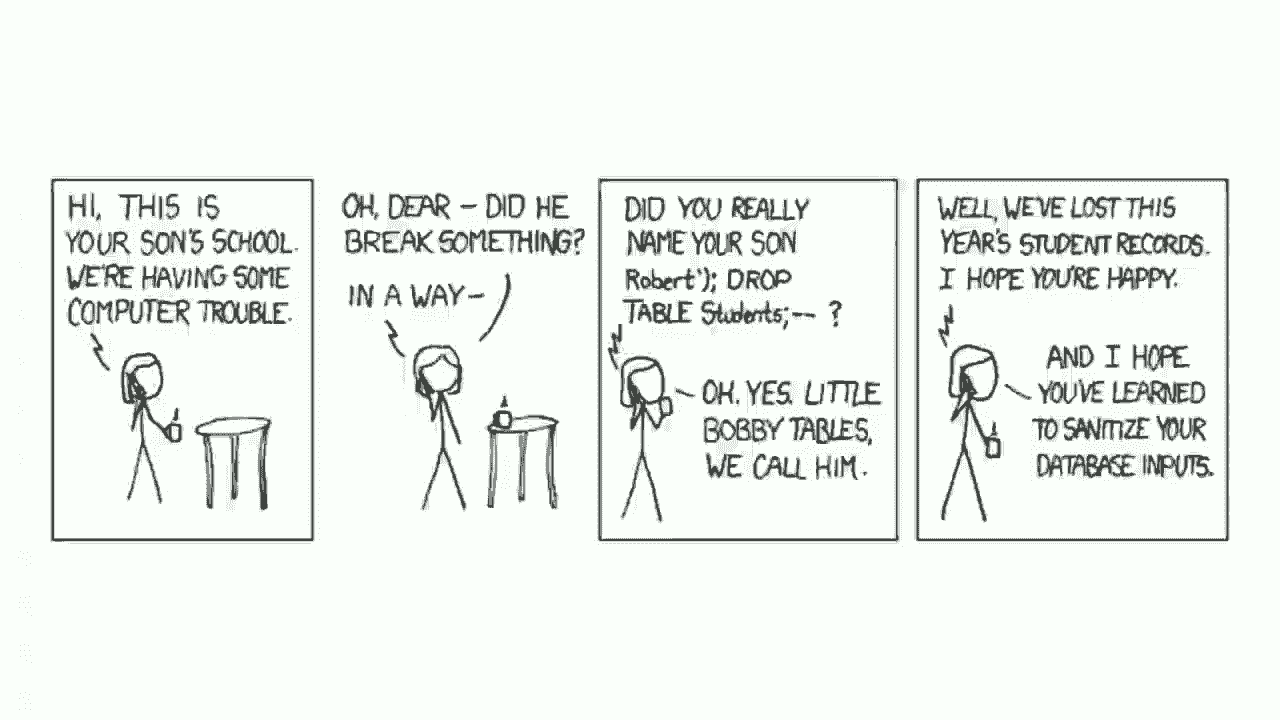 HI, THIS IS
YOUR SON'S SCHOOL.
WE'RE HAVING SOME
COMPUTER TROUBLE.
OH, DEAR – DID HE
BREAK SOMETHING?
IN A WAY–
DID YOU REALLY
NAME YOUR SON
Robert'); DROP
TABLE Students;-- ?
OH. YES. LITTLE
BOBBY TABLES,
WE CALL HIM.
WELL, WE'VE LOST THIS
YEAR'S STUDENT RECORDS.
I HOPE YOU'RE HAPPY.
AND I HOPE
YOU'VE LEARNED
TO SANITIZE YOUR
DATABASE INPUTS.